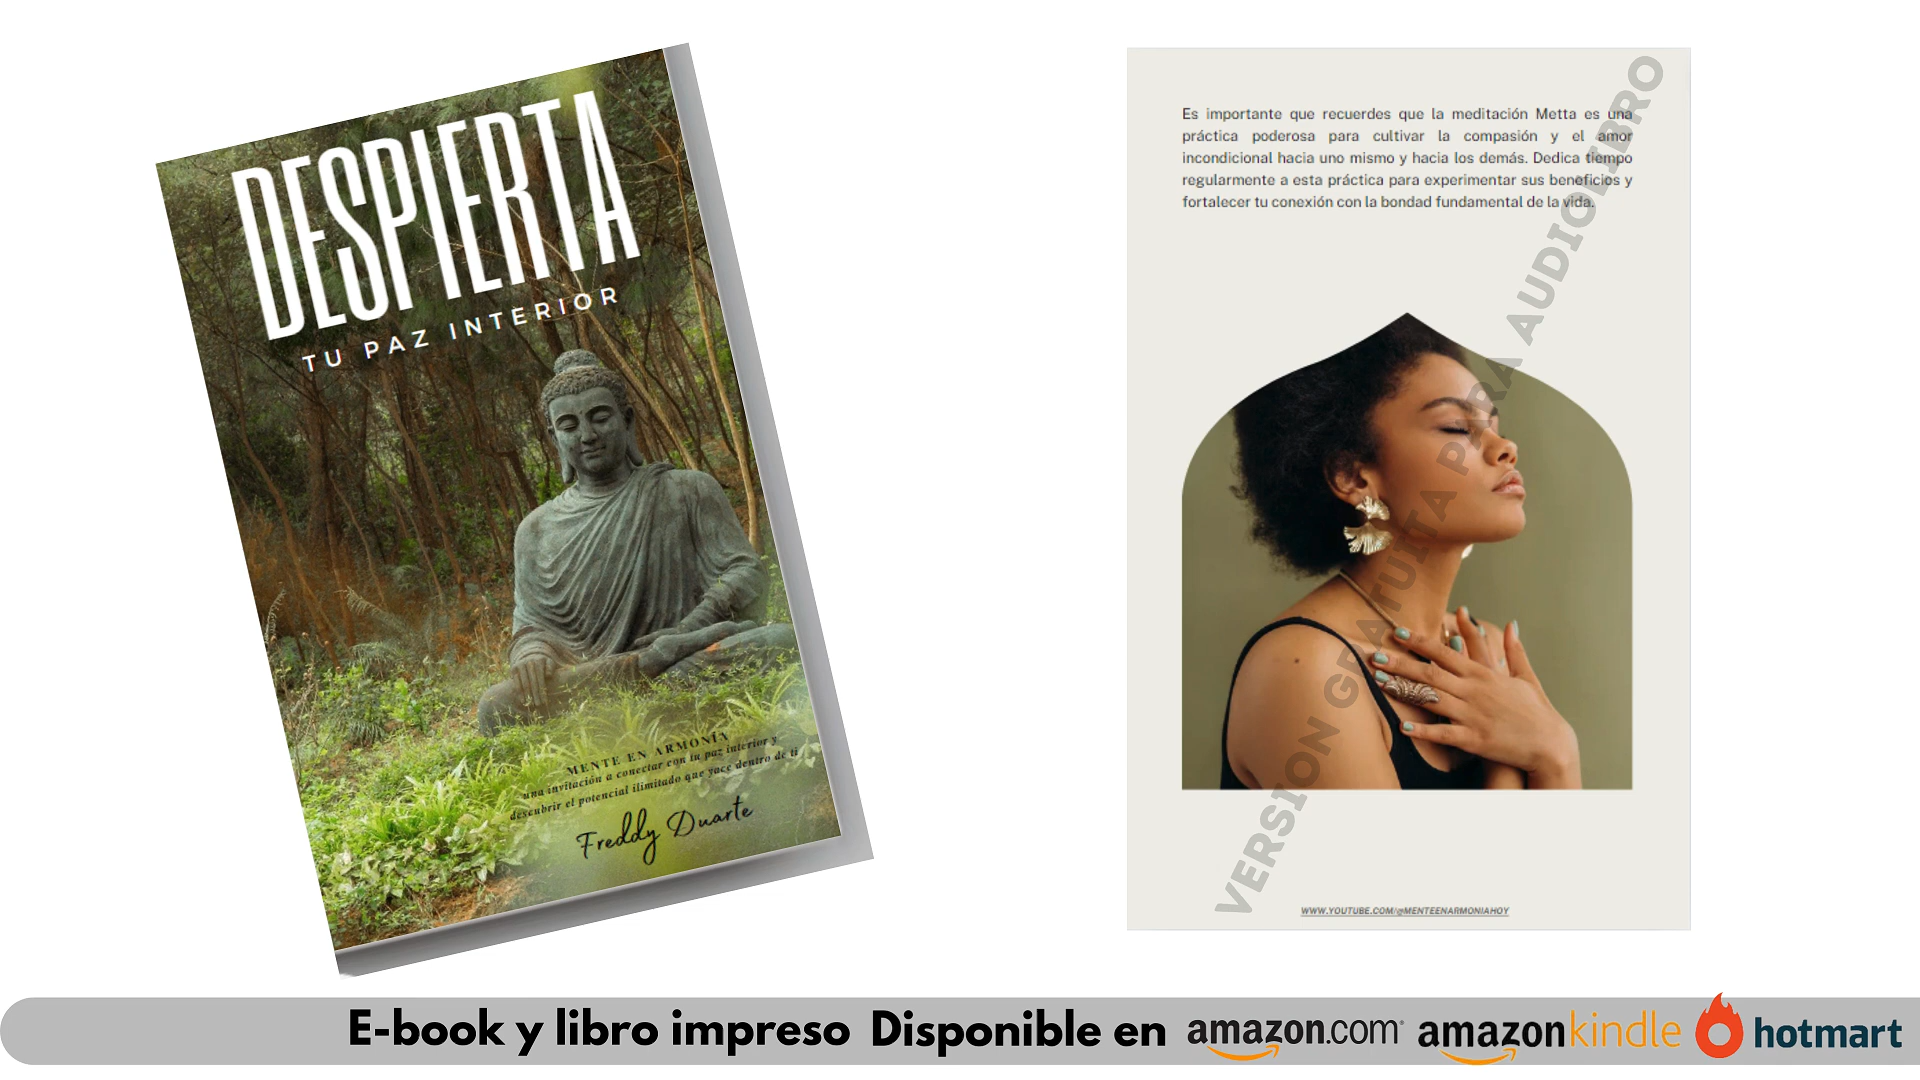 DESPIERTA
TU PAZ INTERIOR
MENTE EN ARMONÍA
una invitación a conectar con tu paz interior y
descubrir el potencial ilimitado que yace dentro de ti
Freddy Duarte
Es importante que recuerdes que la meditación Metta es una
práctica poderosa para cultivar la compasión y el amor
incondicional hacia uno mismo y hacia los demás. Dedica tiempo
regularmente a esta práctica para experimentar sus beneficios y
fortalecer tu conexión con la bondad fundamental de la vida.
VERSION GRATUITA PARA AUDIOLIBRO
WWW.YOUTUBE.COM/@MENTEENARMONIAHOY
E-book y libro impreso Disponible en amazon.com amazonkindle hotmart